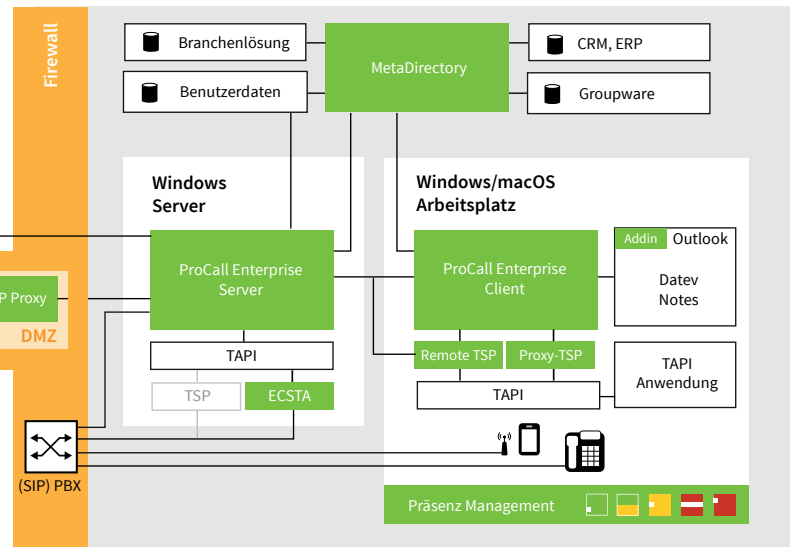 Firewall
Branchenlösung
Benutzerdaten
MetaDirectory
CRM, ERP
Groupware
Windows
Server
ProCall Enterprise
Server
TAPI
TSP
ECSTA
Windows/macOS
Arbeitsplatz
ProCall Enterprise
Client
Addin Outlook
Datev
Notes
Remote TSP
Proxy-TSP
TAPI
TAPI
Anwendung
P Proxy
DMZ
(SIP) PBX
Präsenz Management